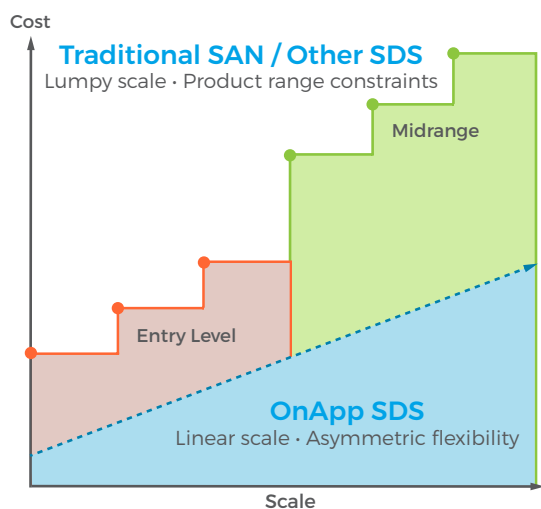 Cost
Traditional SAN / Other SDS
Lumpy scale · Product range constraints
Midrange
Entry Level
OnApp SDS
Linear scale · Asymmetric flexibility
Scale